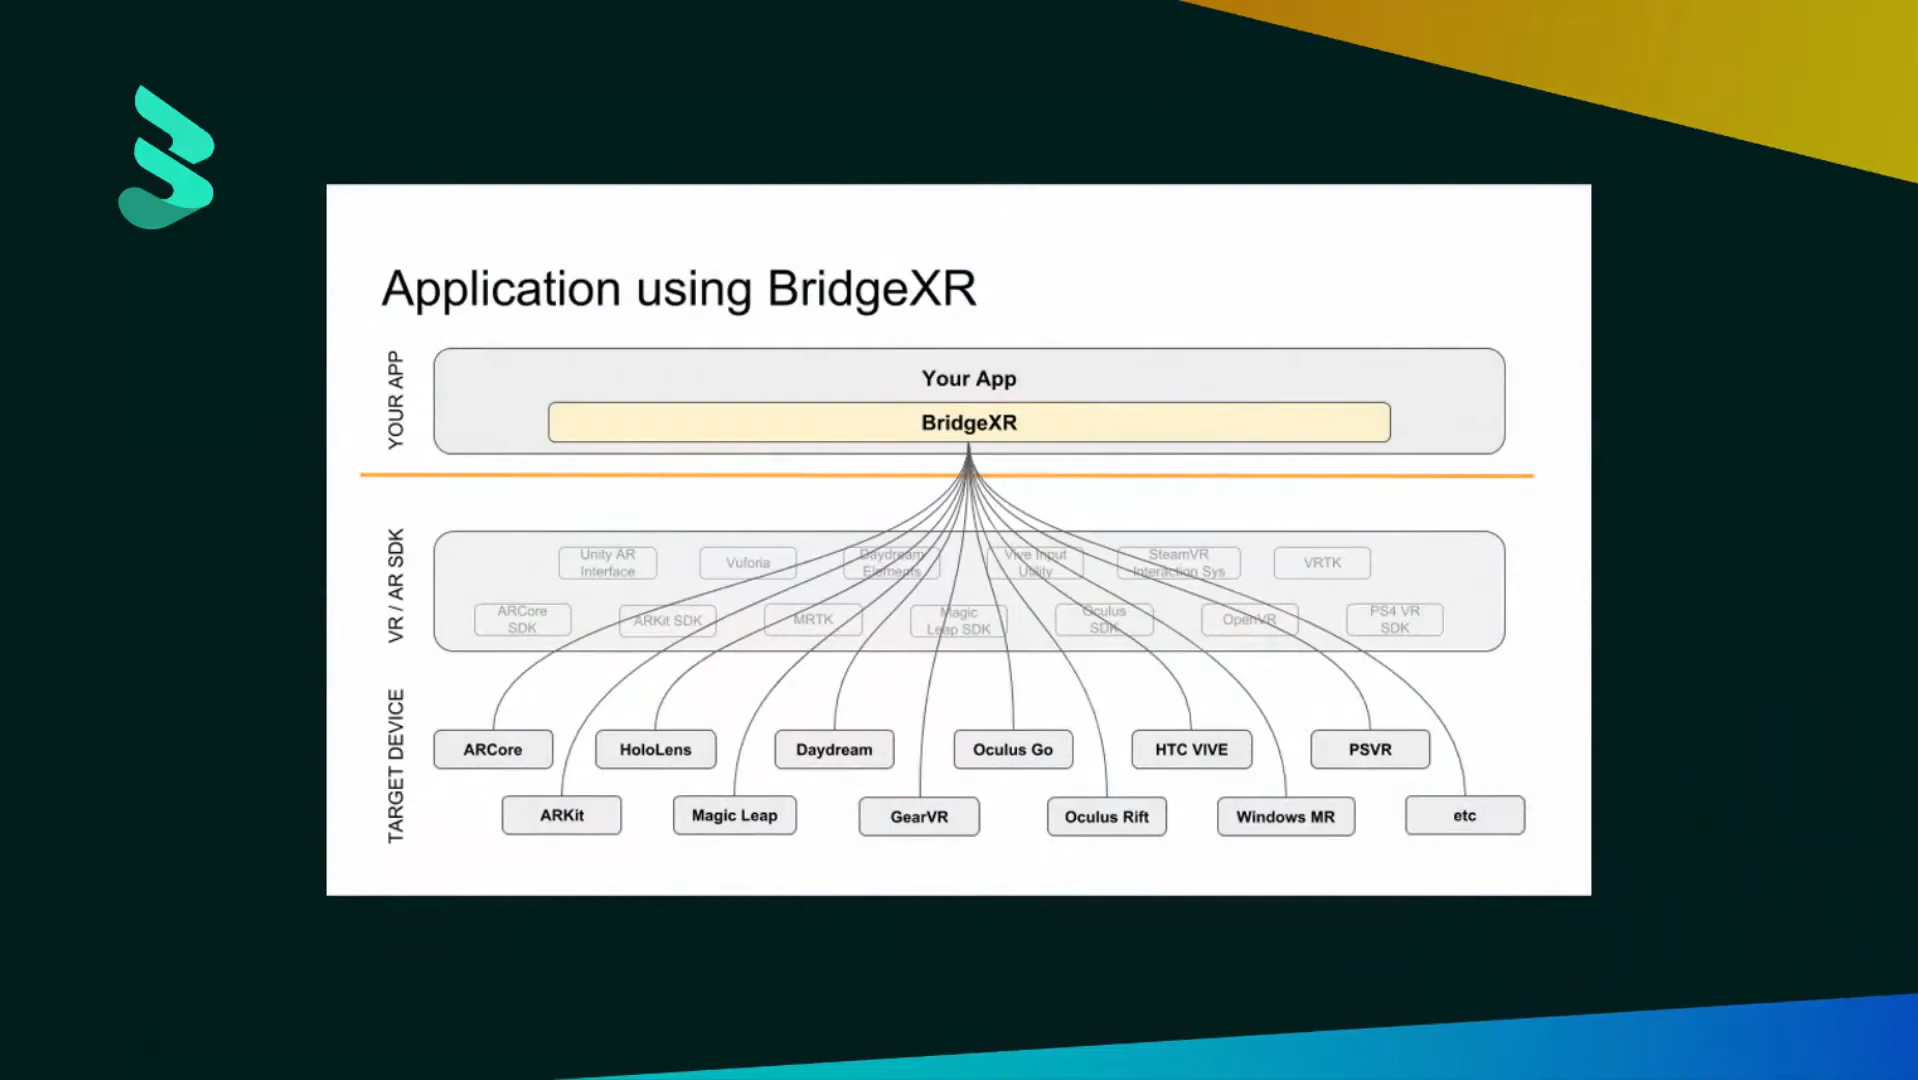 Application using BridgeXR
YOUR APP
Your App
BridgeXR
VR / AR SDK
Unity AR
Interface
Vuforia
Daydream
Elements
Vive Input
Utility
SteamVR
Interaction Sys
VRTK
ARCore
SDK
ARKit SDK
MRTK
Magic
Leap SDK
Oculus
SDK
OpenVR
PS4 VR
SDK
TARGET DEVICE
ARCore
HoloLens
Daydream
Oculus Go
HTC VIVE
PSVR
ARKit
Magic Leap
GearVR
Oculus Rift
Windows MR
etc